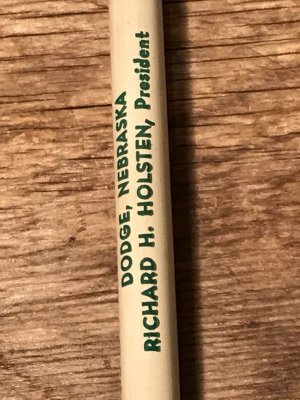 DODGE, NEBRASKA
RICHARD H. HOLSTEN, President